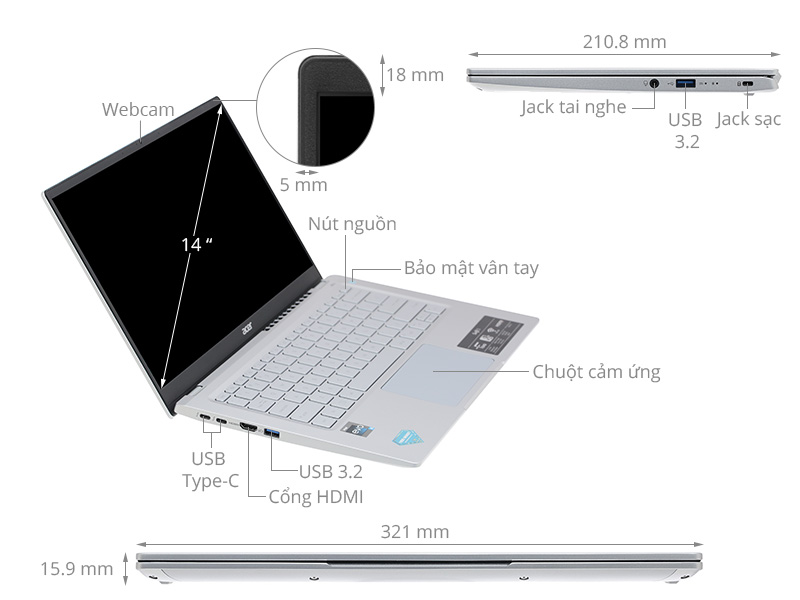 210.8 mm
18 mm
Webcam
Jack tai nghe
USB
3.2
Jack sạc
5 mm
Nút nguồn
14 “
Bảo mật vân tay
acer
Chuột cảm ứng
USB
Type-C
USB 3.2
Cổng HDMI
321 mm
15.9 mm